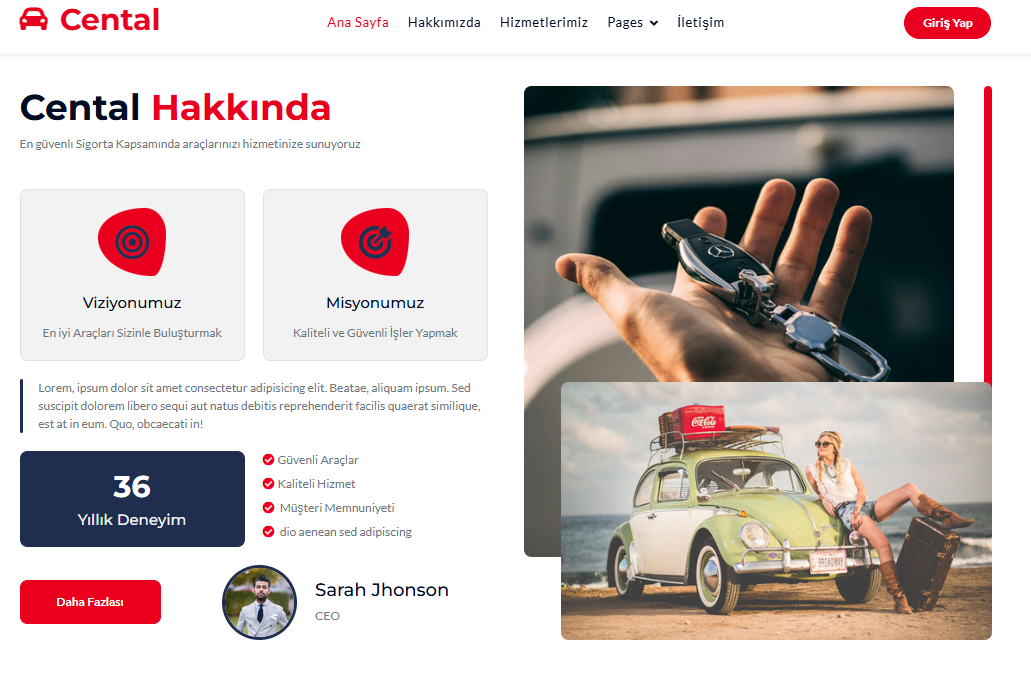 Cental
Ana Sayfa Hakkımızda Hizmetlerimiz Pages İletişim
Giriş Yap
Cental Hakkında
En güvenli Sigorta Kapsamında araçlarınızı hizmetinize sunuyoruz
Viziyonumuz
En iyi Araçları Sizinle Buluşturmak
Misyonumuz
Kaliteli ve Güvenli İşler Yapmak
Lorem, ipsum dolor sit amet consectetur adipisicing elit. Beatae, aliquam ipsum. Sed
suscipit dolorem libero sequi aut natus debitis reprehenderit facilis quaerat similique,
est at in eum. Quo, obcaecati in!
36
Yıllık Deneyim
Güvenli Araçlar
Kaliteli Hizmet
Müşteri Memnuniyeti
dio aenean sed adipiscing
Daha Fazlası
Sarah Jhonson
CEO
Coca-Cola
BROADWAY